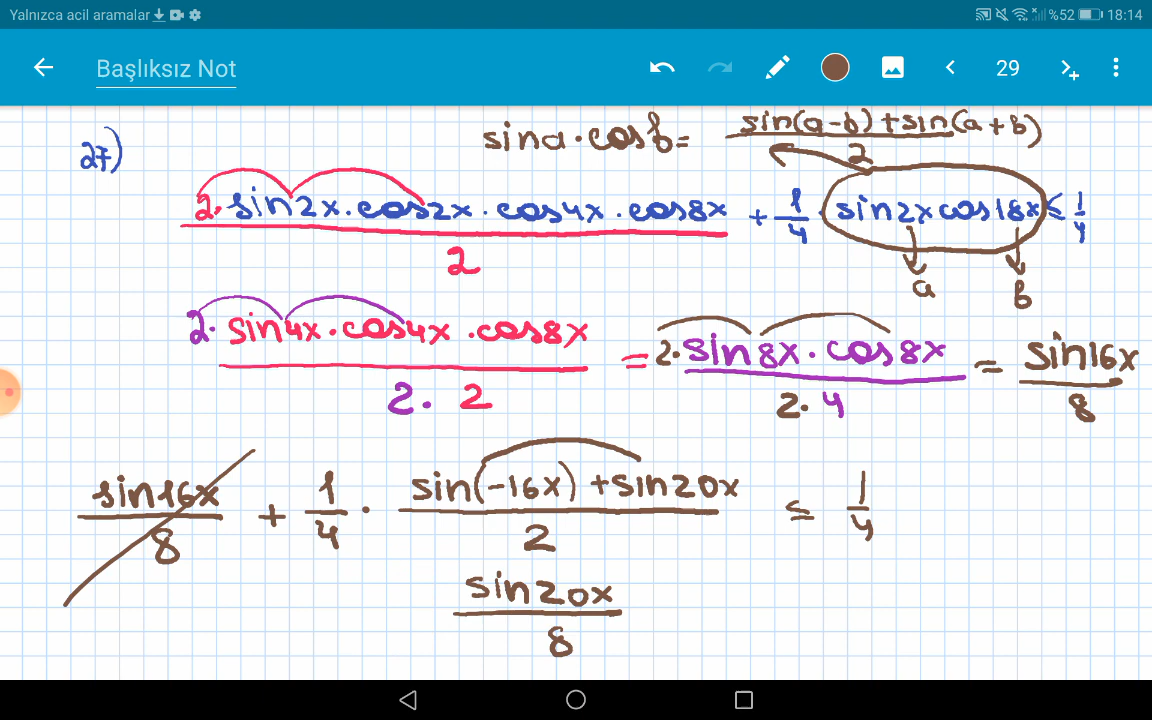 Yalnızca acil aramalar %52 18:14
Başlıksız Not 29
27)
sina·cosb= sin(a-b)+sin(a+b) / 2
2·sin2x·cos2x·cos4x·cos8x / 2 + 1/4 · sin2xcos18x ≤ 1/4
a b
2·sin4x·cos4x·cos8x / 2·2 = 2·sin8x·cos8x / 2·4 = sin16x / 8
sin16x / 8 + 1/4 · sin(-16x)+sin20x / 2 ≤ 1/4
sin20x / 8